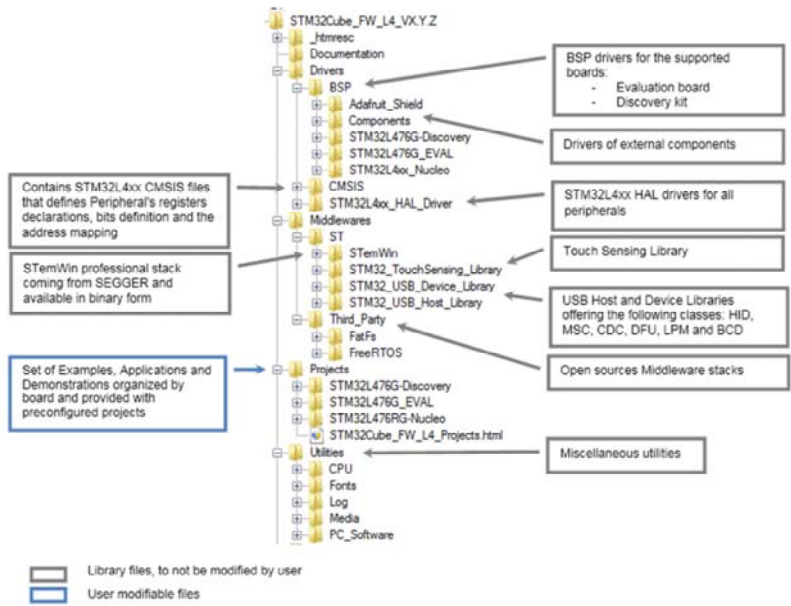 STM32Cube_FW_L4_VX.Y.Z
_htmresc
Documentation
Drivers
BSP
Adafruit_Shield
Components
STM32L476G-Discovery
STM32L476G_EVAL
STM32L4xx_Nucleo
CMSIS
STM32L4xx_HAL_Driver
Middlewares
ST
STemWin
STM32_TouchSensing_Library
STM32_USB_Device_Library
STM32_USB_Host_Library
Third_Party
FatFs
FreeRTOS
Projects
STM32L476G-Discovery
STM32L476G_EVAL
STM32L476RG-Nucleo
STM32Cube_FW_L4_Projects.html
Utilities
CPU
Fonts
Log
Media
PC_Software
Contains STM32L4xx CMSIS files
that defines Peripheral's registers
declarations, bits definition and the
address mapping
STemWin professional stack
coming from SEGGER and
available in binary form
Set of Examples, Applications and
Demonstrations organized by
board and provided with
preconfigured projects
BSP drivers for the supported
boards:
- Evaluation board
- Discovery kit
Drivers of external components
STM32L4xx HAL drivers for all
peripherals
Touch Sensing Library
USB Host and Device Libraries
offering the following classes: HID,
MSC, CDC, DFU, LPM and BCD
Open sources Middleware stacks
Miscellaneous utilities
Library files, to not be modified by user
User modifiable files